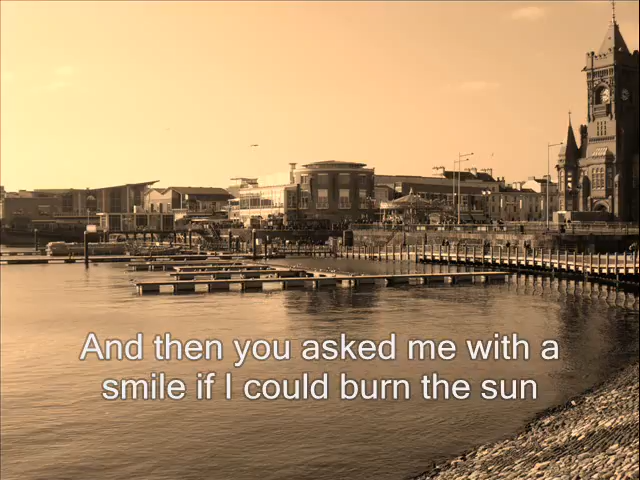 And then you asked me with a
smile if I could burn the sun